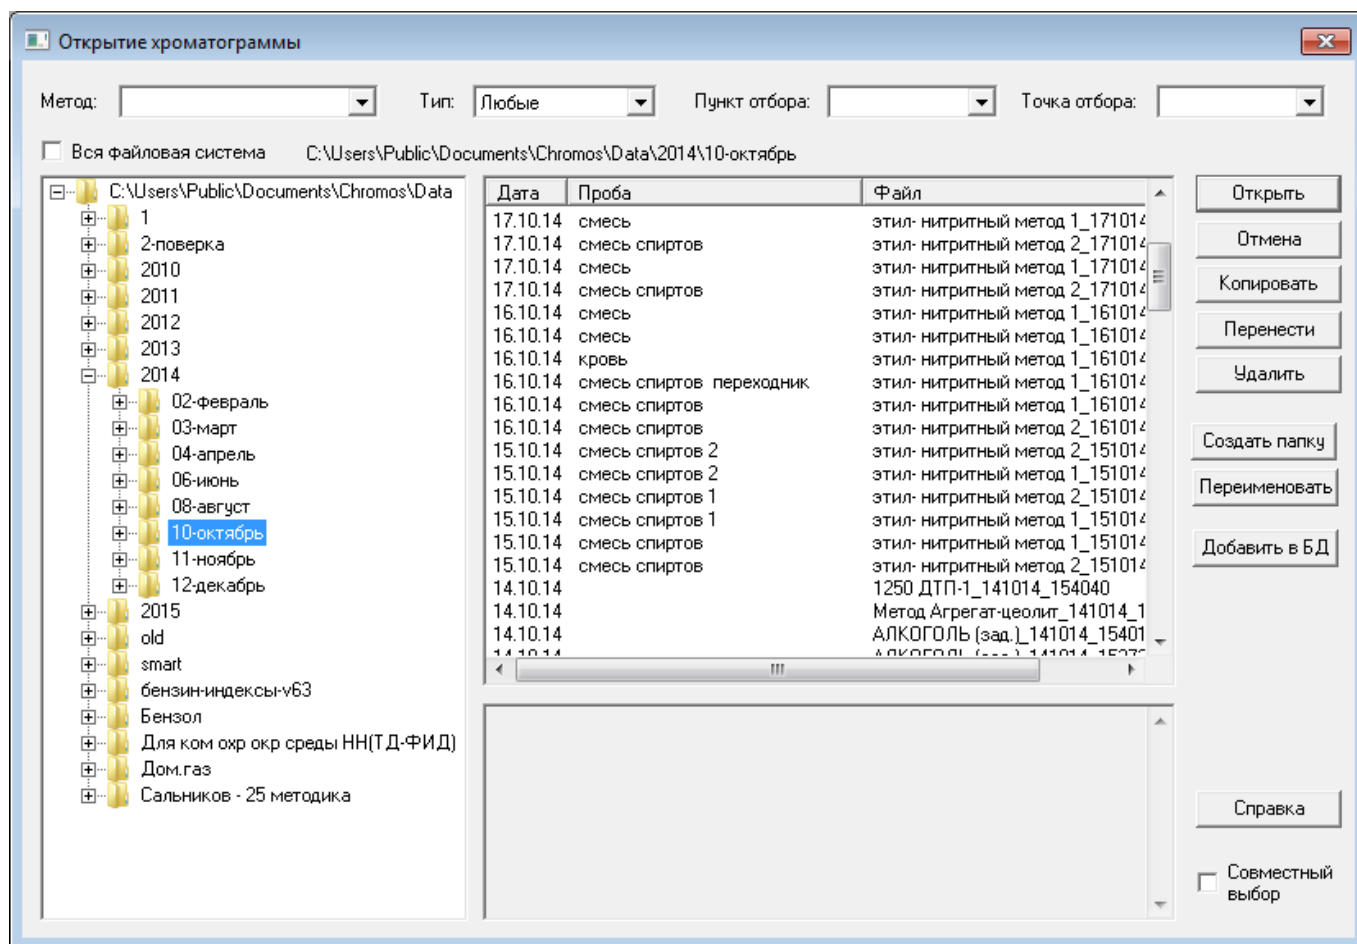 Открытие хроматограммы
Метод: Тип: Любые Пункт отбора: Точка отбора:
Вся файловая система C:\Users\Public\Documents\Chromos\Data\2014\10-октябрь
C:\Users\Public\Documents\Chromos\Data
1
2-поверка
2010
2011
2012
2013
2014
02-февраль
03-март
04-апрель
06-июнь
08-август
10-октябрь
11-ноябрь
12-декабрь
2015
old
smart
бензин-индексы-v63
Бензол
Для ком охр окр среды НН(ТД-ФИД)
Дом.газ
Сальников - 25 методика
Дата Проба Файл
17.10.14 смесь этил- нитритный метод 1_171014
17.10.14 смесь спиртов этил- нитритный метод 2_171014
17.10.14 смесь этил- нитритный метод 1_171014
17.10.14 смесь спиртов этил- нитритный метод 2_171014
16.10.14 смесь этил- нитритный метод 1_161014
16.10.14 смесь этил- нитритный метод 1_161014
16.10.14 кровь этил- нитритный метод 1_161014
16.10.14 смесь спиртов переходник этил- нитритный метод 1_161014
16.10.14 смесь спиртов этил- нитритный метод 1_161014
16.10.14 смесь спиртов этил- нитритный метод 2_161014
15.10.14 смесь спиртов 2 этил- нитритный метод 2_151014
15.10.14 смесь спиртов 2 этил- нитритный метод 1_151014
15.10.14 смесь спиртов 1 этил- нитритный метод 2_151014
15.10.14 смесь спиртов 1 этил- нитритный метод 1_151014
15.10.14 смесь спиртов этил- нитритный метод 1_151014
15.10.14 смесь спиртов этил- нитритный метод 2_151014
14.10.14 1250 ДТП-1_141014_154040
14.10.14 Метод Агрегат-цеолит_141014_1
14.10.14 АЛКОГОЛЬ (зад.)_141014_15401
Открыть
Отмена
Копировать
Перенести
Удалить
Создать папку
Переименовать
Добавить в БД
Справка
Совместный
выбор